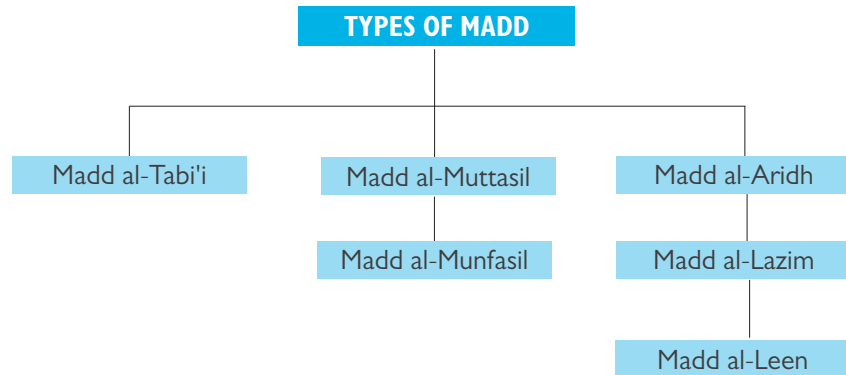 TYPES OF MADD
Madd al-Tabi'i
Madd al-Muttasil
Madd al-Aridh
Madd al-Munfasil
Madd al-Lazim
Madd al-Leen